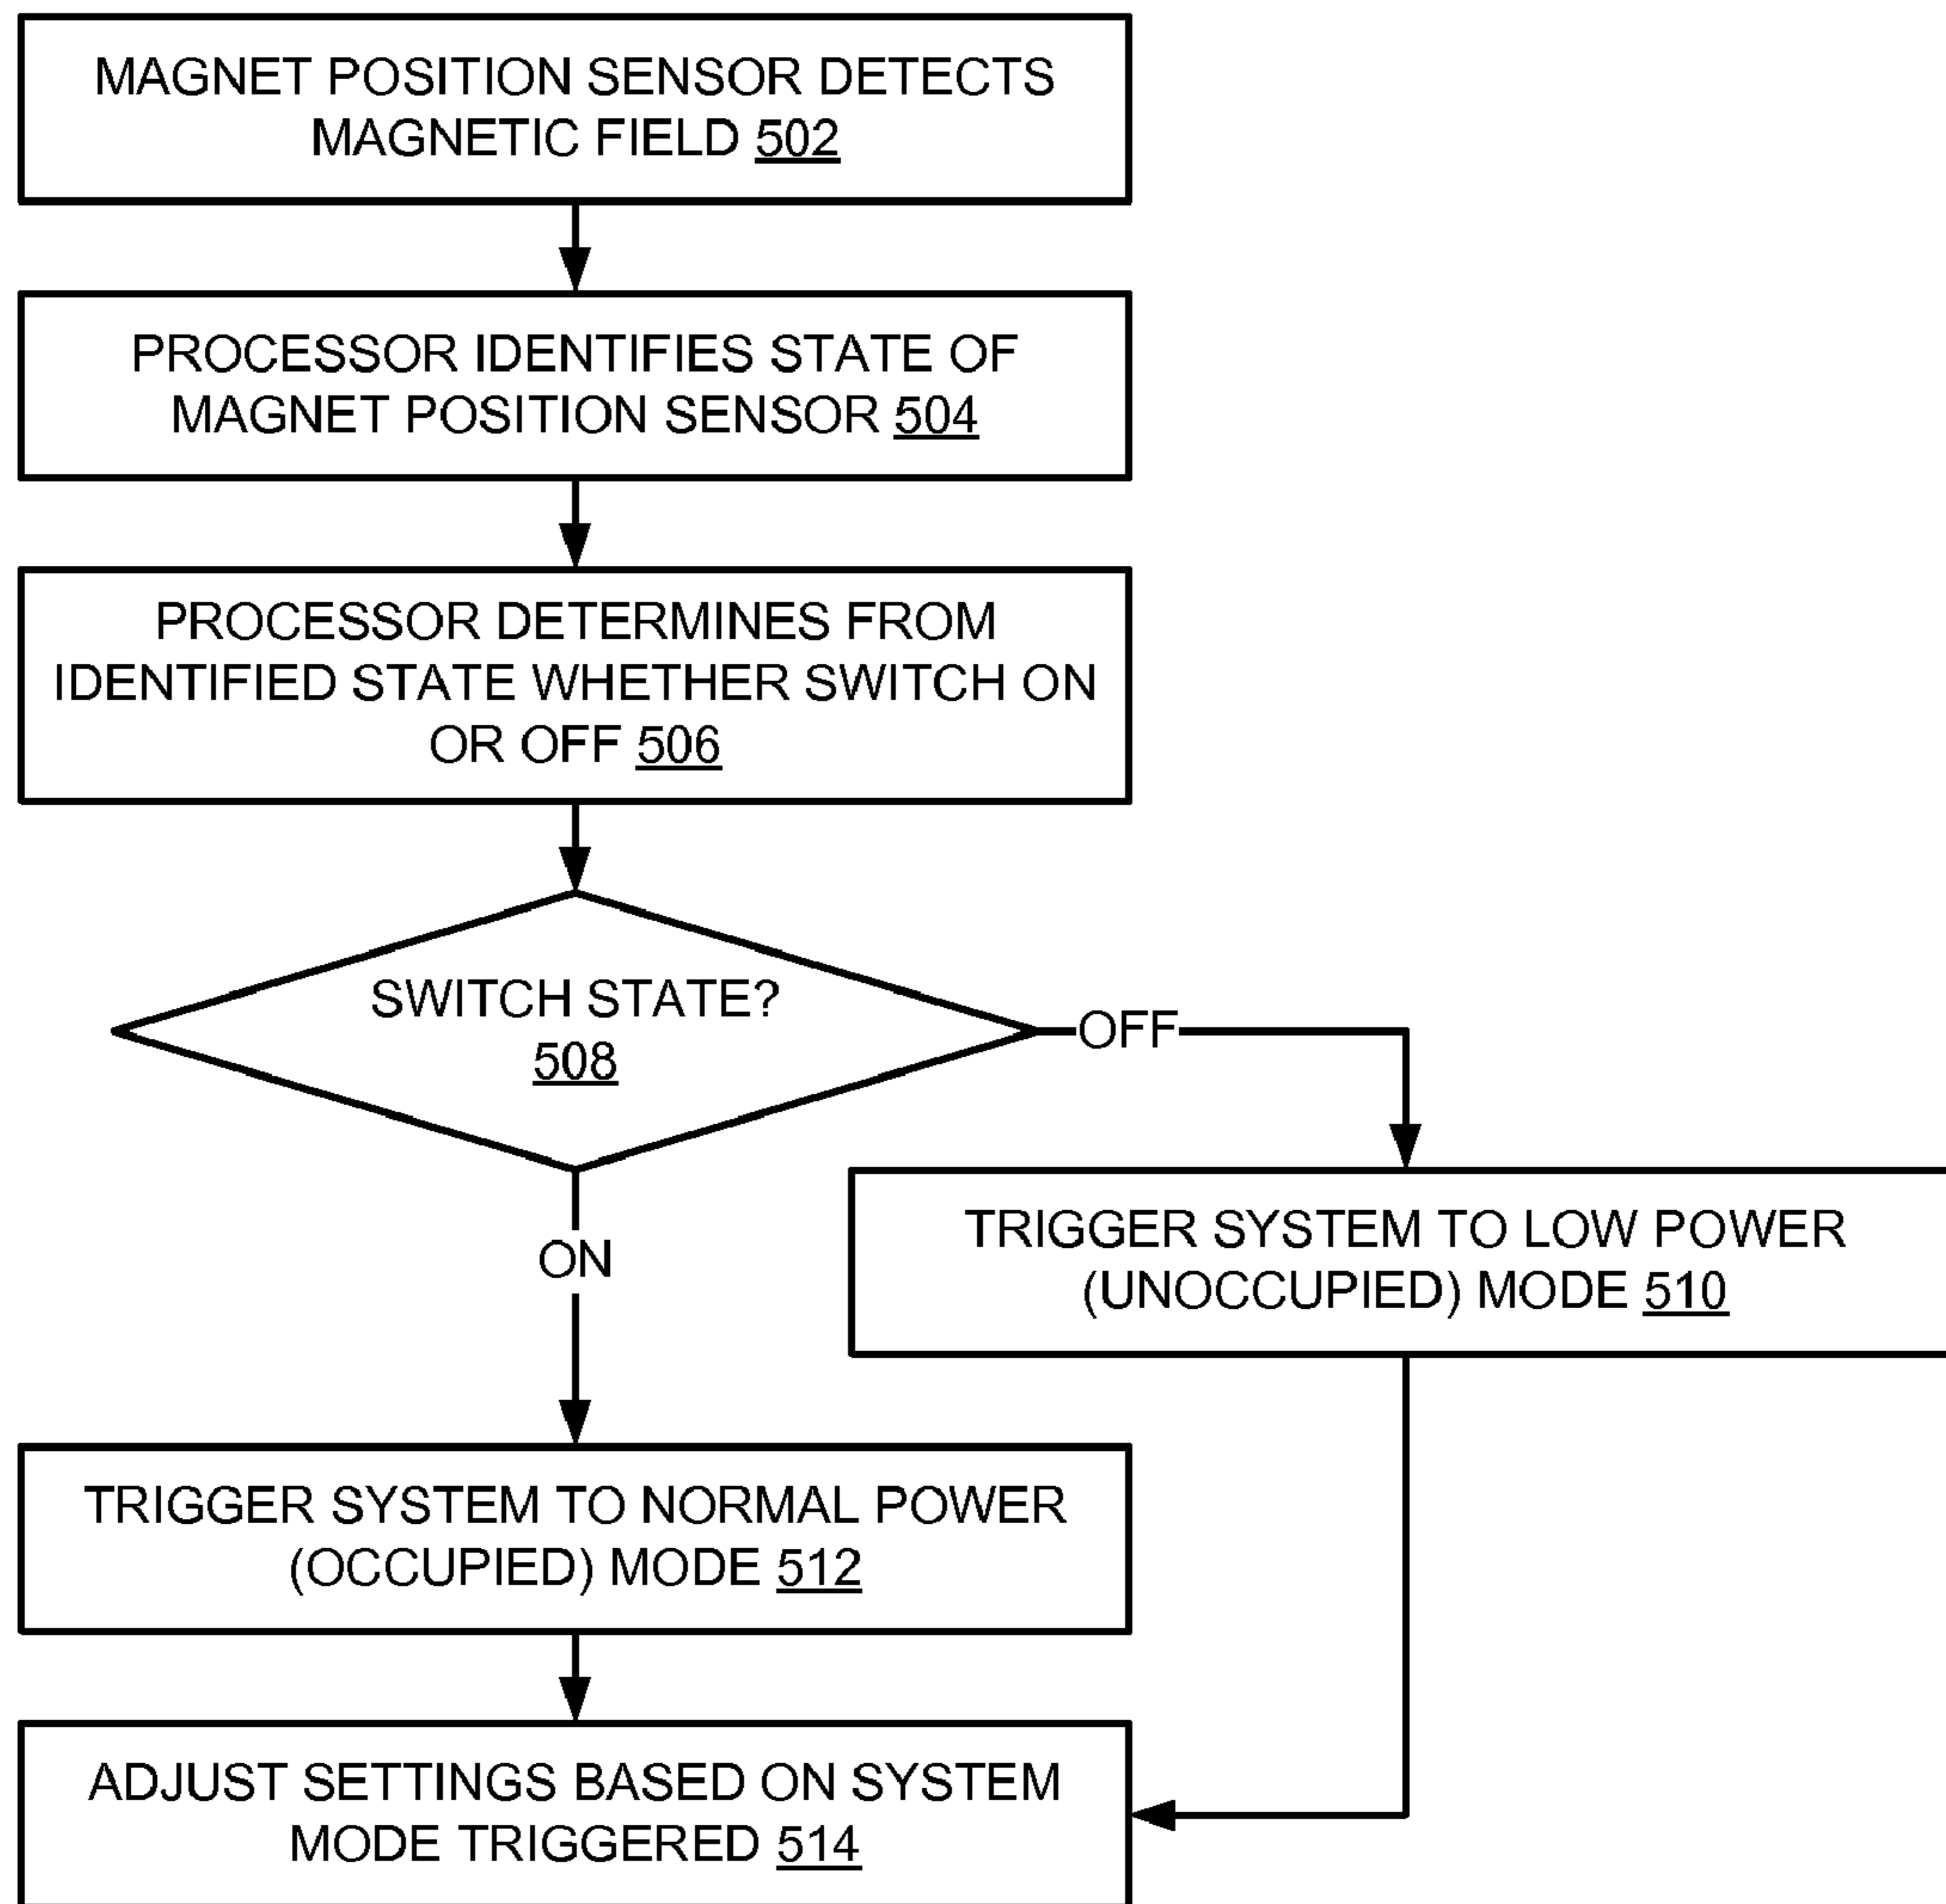 MAGNET POSITION SENSOR DETECTS
MAGNETIC FIELD 502
PROCESSOR IDENTIFIES STATE OF
MAGNET POSITION SENSOR 504
PROCESSOR DETERMINES FROM
IDENTIFIED STATE WHETHER SWITCH ON
OR OFF 506
SWITCH STATE?
508
OFF
TRIGGER SYSTEM TO LOW POWER
(UNOCCUPIED) MODE 510
ON
TRIGGER SYSTEM TO NORMAL POWER
(OCCUPIED) MODE 512
ADJUST SETTINGS BASED ON SYSTEM
MODE TRIGGERED 514